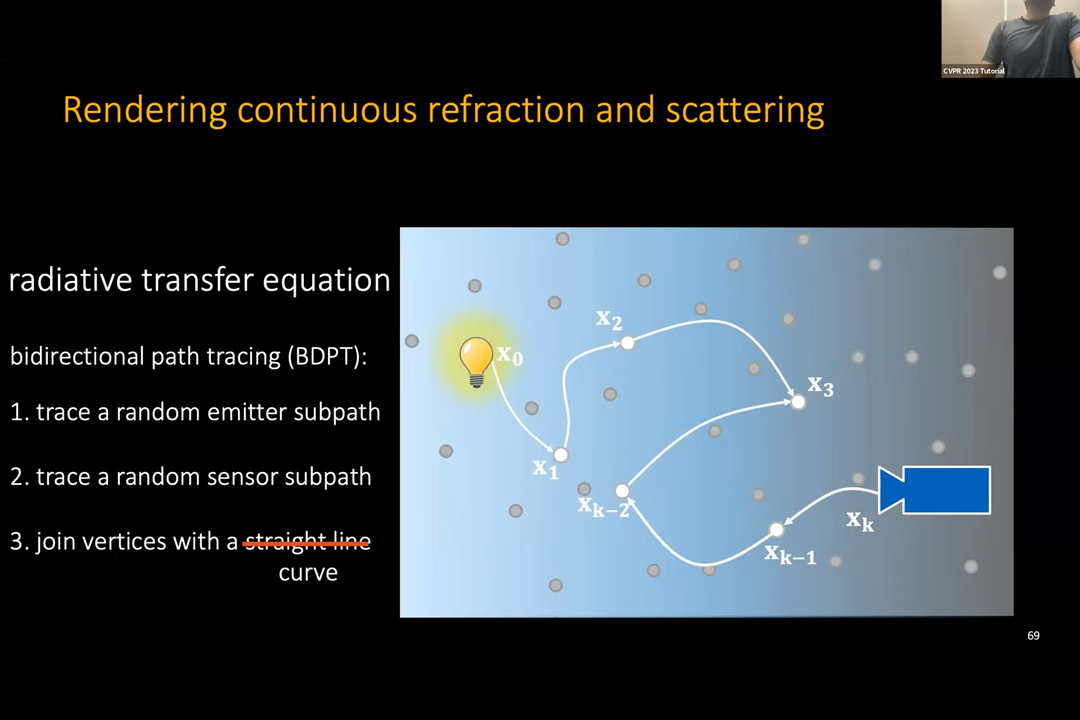 CVPR 2023 Tutorial
Rendering continuous refraction and scattering
radiative transfer equation
bidirectional path tracing (BDPT):
1. trace a random emitter subpath
2. trace a random sensor subpath
3. join vertices with a straight line
curve
x₀
x₁
x₂
x₃
xₖ₋₂
xₖ₋₁
xₖ
69